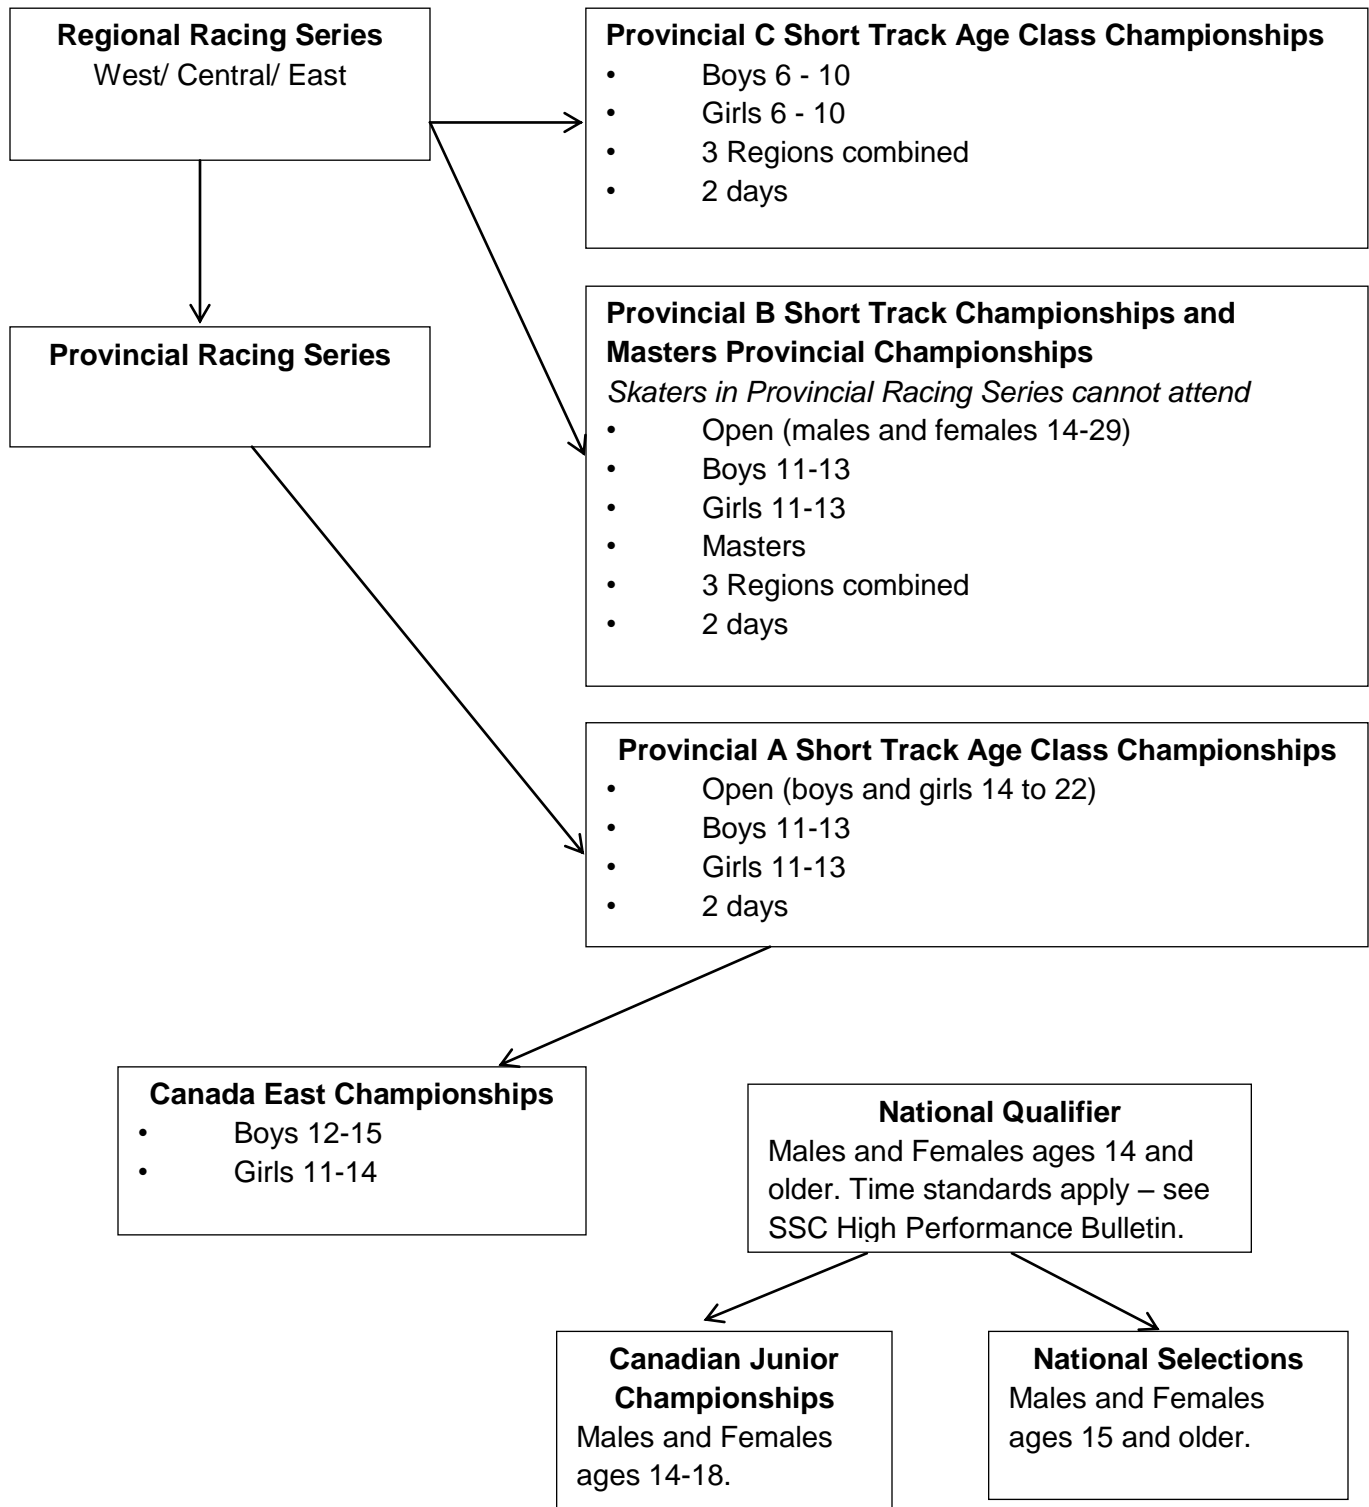 Regional Racing Series
West/ Central/ East
Provincial C Short Track Age Class Championships
• Boys 6 - 10
• Girls 6 - 10
• 3 Regions combined
• 2 days
Provincial Racing Series
Provincial B Short Track Championships and
Masters Provincial Championships
Skaters in Provincial Racing Series cannot attend
• Open (males and females 14-29)
• Boys 11-13
• Girls 11-13
• Masters
• 3 Regions combined
• 2 days
Provincial A Short Track Age Class Championships
• Open (boys and girls 14 to 22)
• Boys 11-13
• Girls 11-13
• 2 days
Canada East Championships
• Boys 12-15
• Girls 11-14
National Qualifier
Males and Females ages 14 and
older. Time standards apply – see
SSC High Performance Bulletin.
Canadian Junior
Championships
Males and Females
ages 14-18.
National Selections
Males and Females
ages 15 and older.